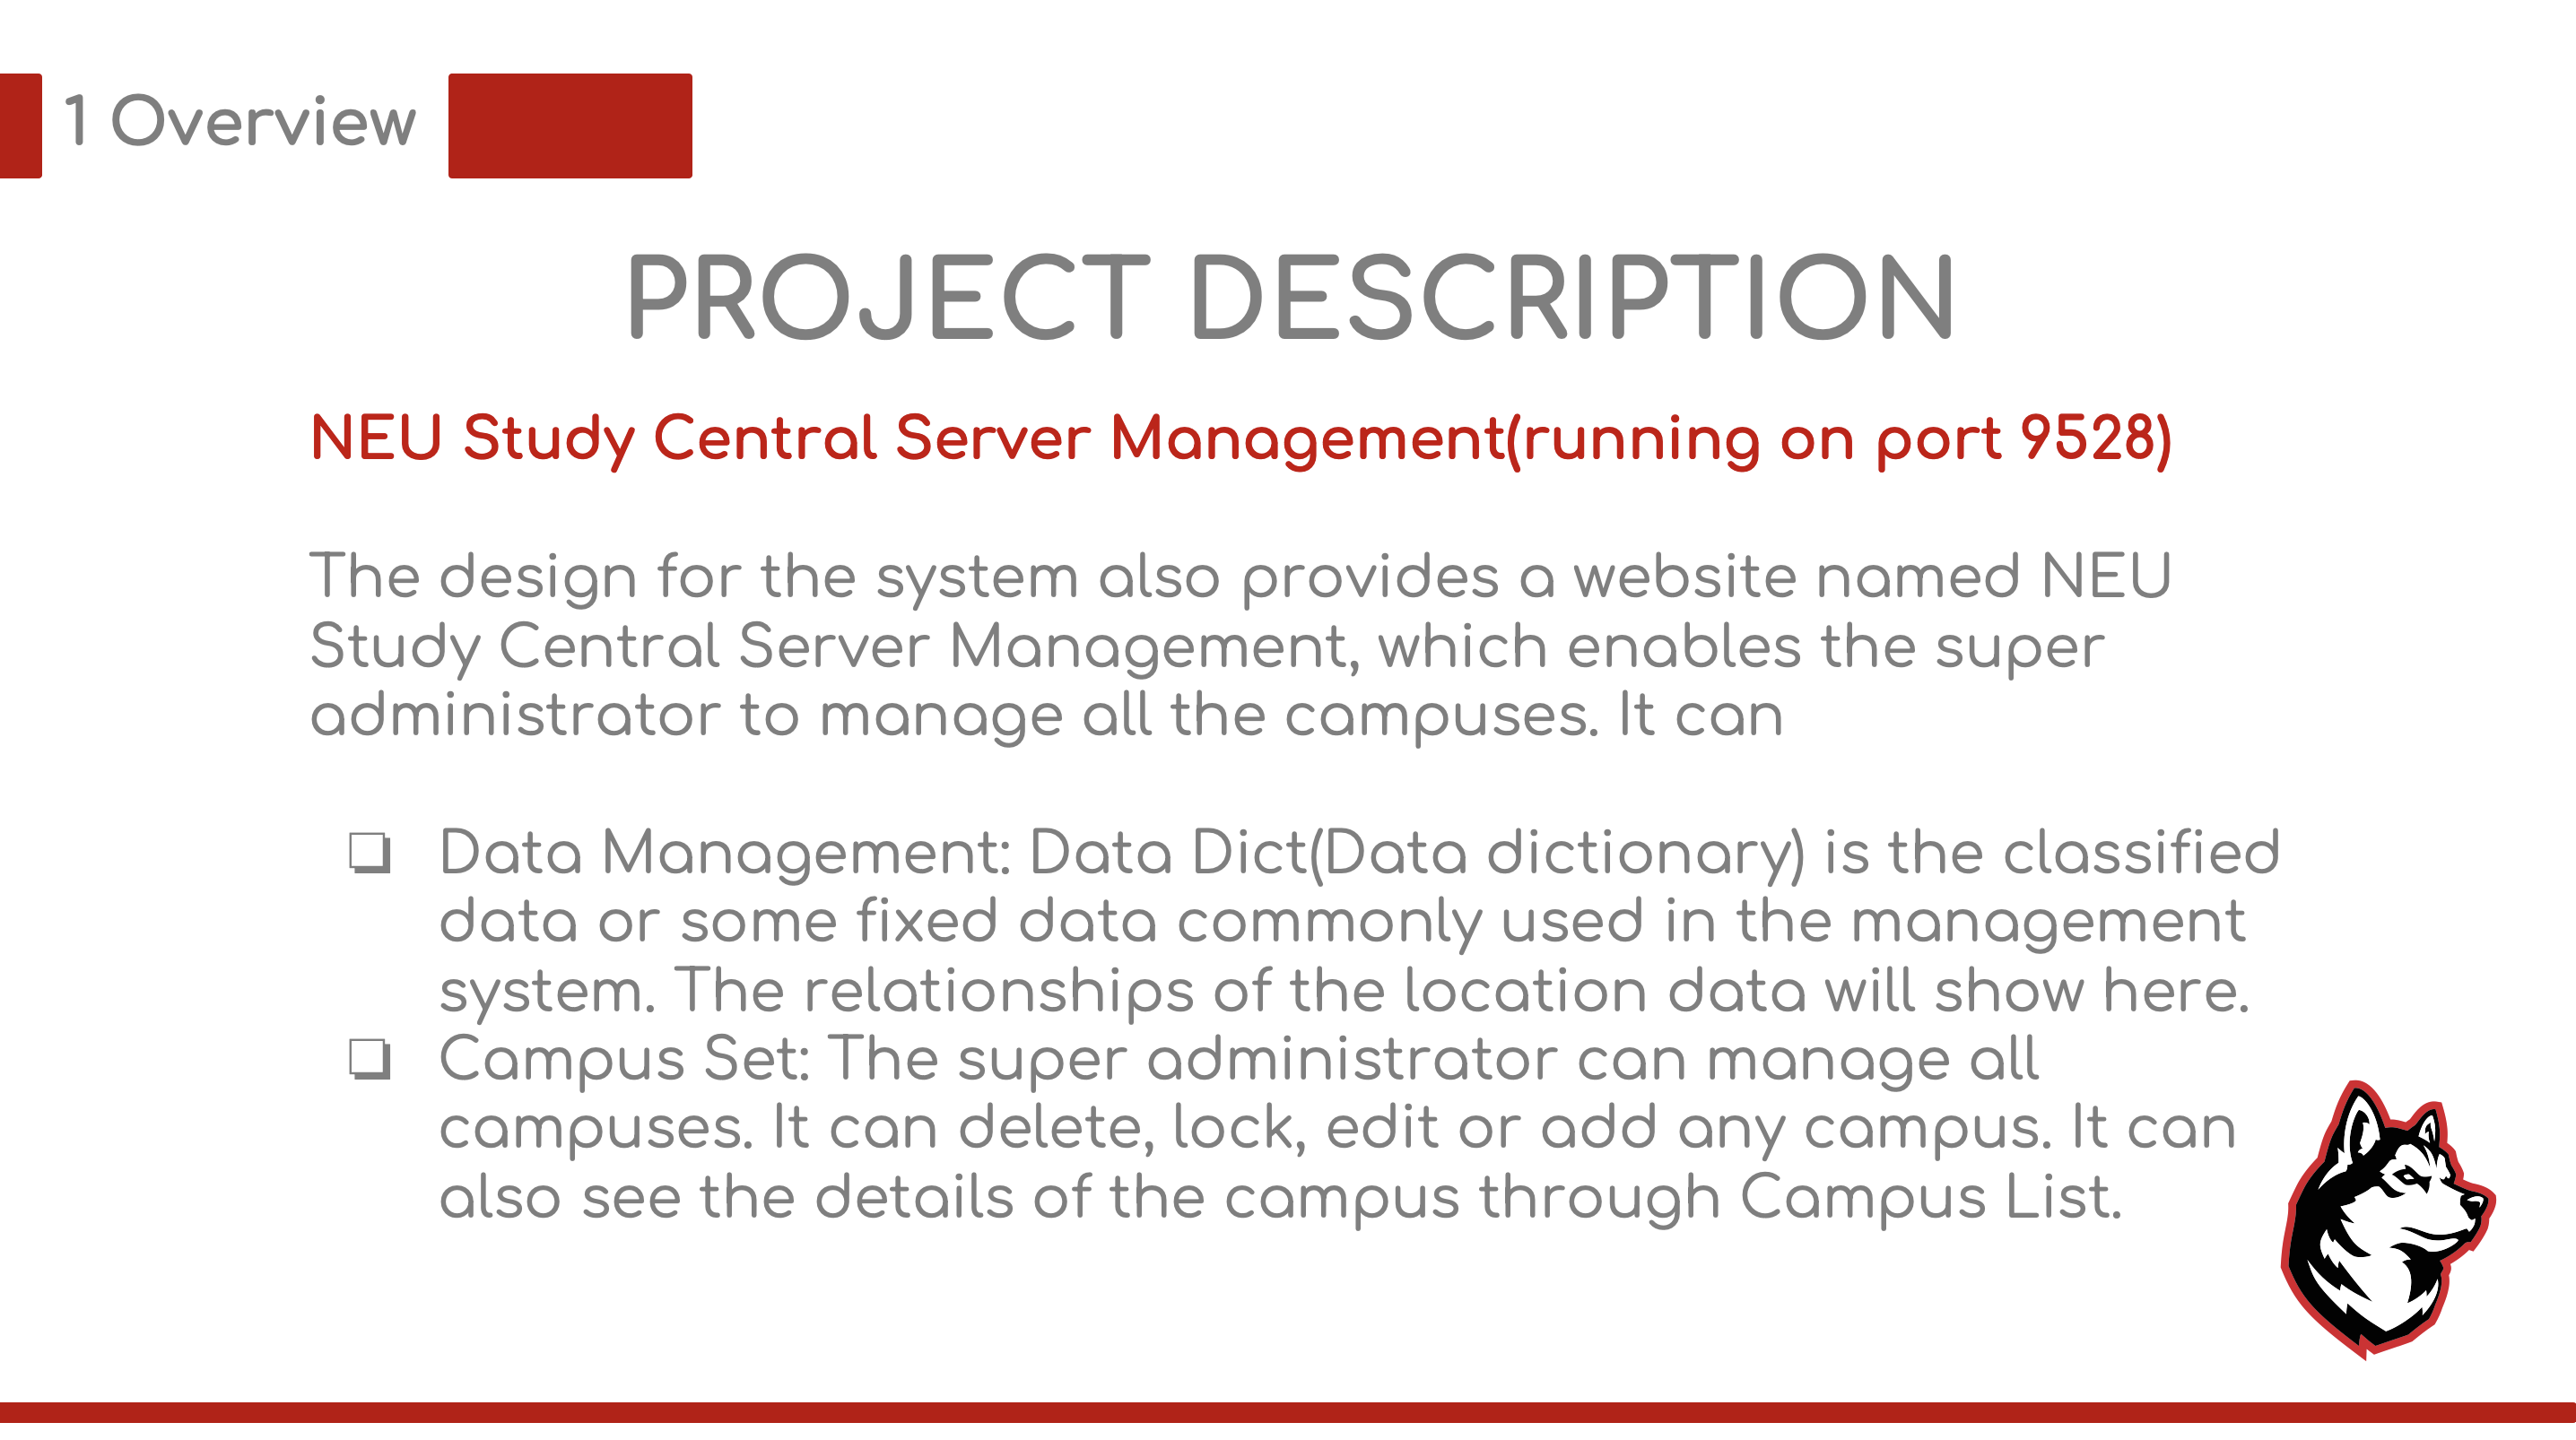 1 Overview
PROJECT DESCRIPTION
NEU Study Central Server Management(running on port 9528)
The design for the system also provides a website named NEU
Study Central Server Management, which enables the super
administrator to manage all the campuses. It can
❏ Data Management: Data Dict(Data dictionary) is the classified
data or some fixed data commonly used in the management
system. The relationships of the location data will show here.
❏ Campus Set: The super administrator can manage all
campuses. It can delete, lock, edit or add any campus. It can
also see the details of the campus through Campus List.